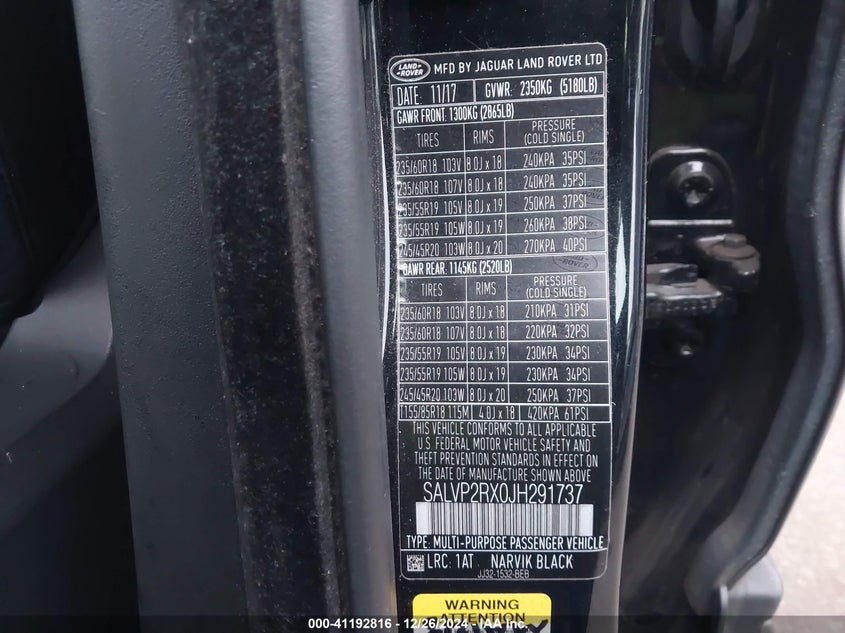 LAND ROVER MFD BY JAGUAR LAND ROVER LTD
DATE: 11/17 GVWR: 2350KG (5180LB)
GAWR FRONT: 1300KG (2865LB)
TIRES RIMS PRESSURE (COLD SINGLE)
235/60R18 103V 8.0J x 18 240KPA 35PSI
235/60R18 107V 8.0J x 18 240KPA 35PSI
235/55R19 105V 8.0J x 19 250KPA 37PSI
235/55R19 105W 8.0J x 19 260KPA 38PSI
245/45R20 103W 8.0J x 20 270KPA 40PSI
GAWR REAR: 1145KG (2520LB)
TIRES RIMS PRESSURE (COLD SINGLE)
235/60R18 103V 8.0J x 18 210KPA 31PSI
235/60R18 107V 8.0J x 18 220KPA 32PSI
235/55R19 105V 8.0J x 19 230KPA 34PSI
235/55R19 105W 8.0J x 19 230KPA 34PSI
245/45R20 103W 8.0J x 20 250KPA 37PSI
T155/85R18 115M 4.0J x 18 420KPA 61PSI
THIS VEHICLE CONFORMS TO ALL APPLICABLE
U.S. FEDERAL MOTOR VEHICLE SAFETY AND
THEFT PREVENTION STANDARDS IN EFFECT ON
THE DATE OF MANUFACTURE SHOWN ABOVE
SALVP2RX0JH291737
TYPE: MULTI-PURPOSE PASSENGER VEHICLE
LRC: 1AT NARVIK BLACK
JJ32-1532-BEB
WARNING
ATTENTION
000-41192816 - 12/26/2024 - IAA Inc.